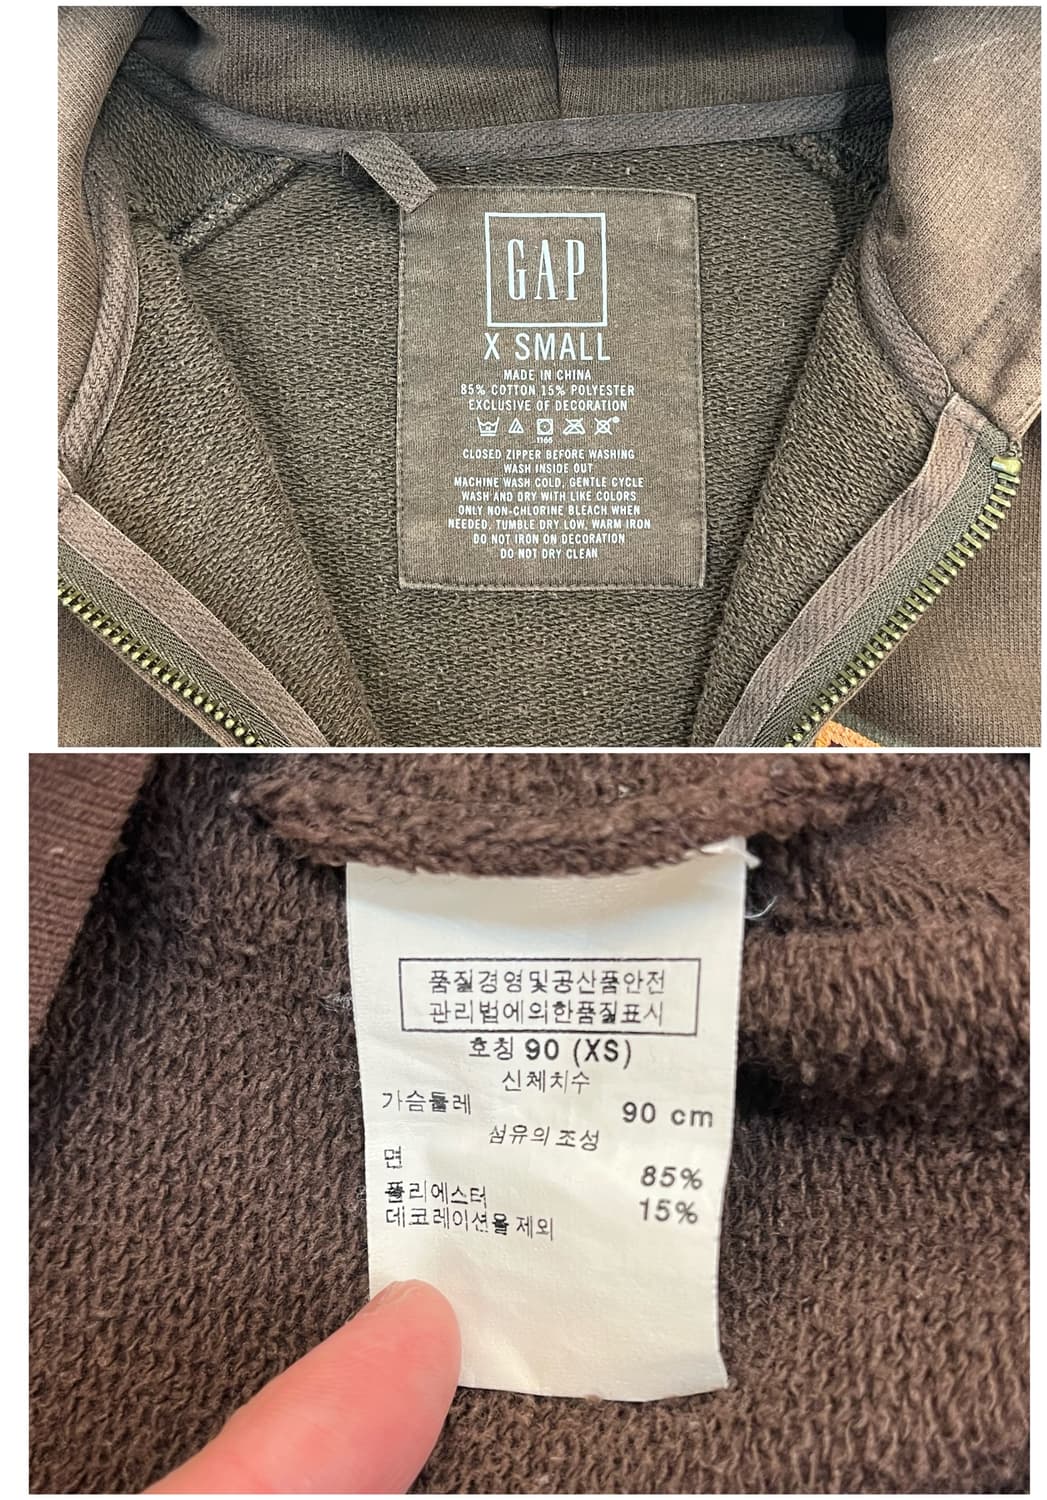 GAP
X SMALL
MADE IN CHINA
85% COTTON 15% POLYESTER
EXCLUSIVE OF DECORATION
1166
CLOSED ZIPPER BEFORE WASHING
WASH INSIDE OUT
MACHINE WASH COLD, GENTLE CYCLE
WASH AND DRY WITH LIKE COLORS
ONLY NON-CHLORINE BLEACH WHEN
NEEDED, TUMBLE DRY LOW, WARM IRON
DO NOT IRON ON DECORATION
DO NOT DRY CLEAN
품질경영및공산품안전
관리법에의한품질표시
호칭 90 (XS)
신체치수
가슴둘레 90 cm
섬유의 조성
면 85%
폴리에스터 15%
데코레이션을 제외